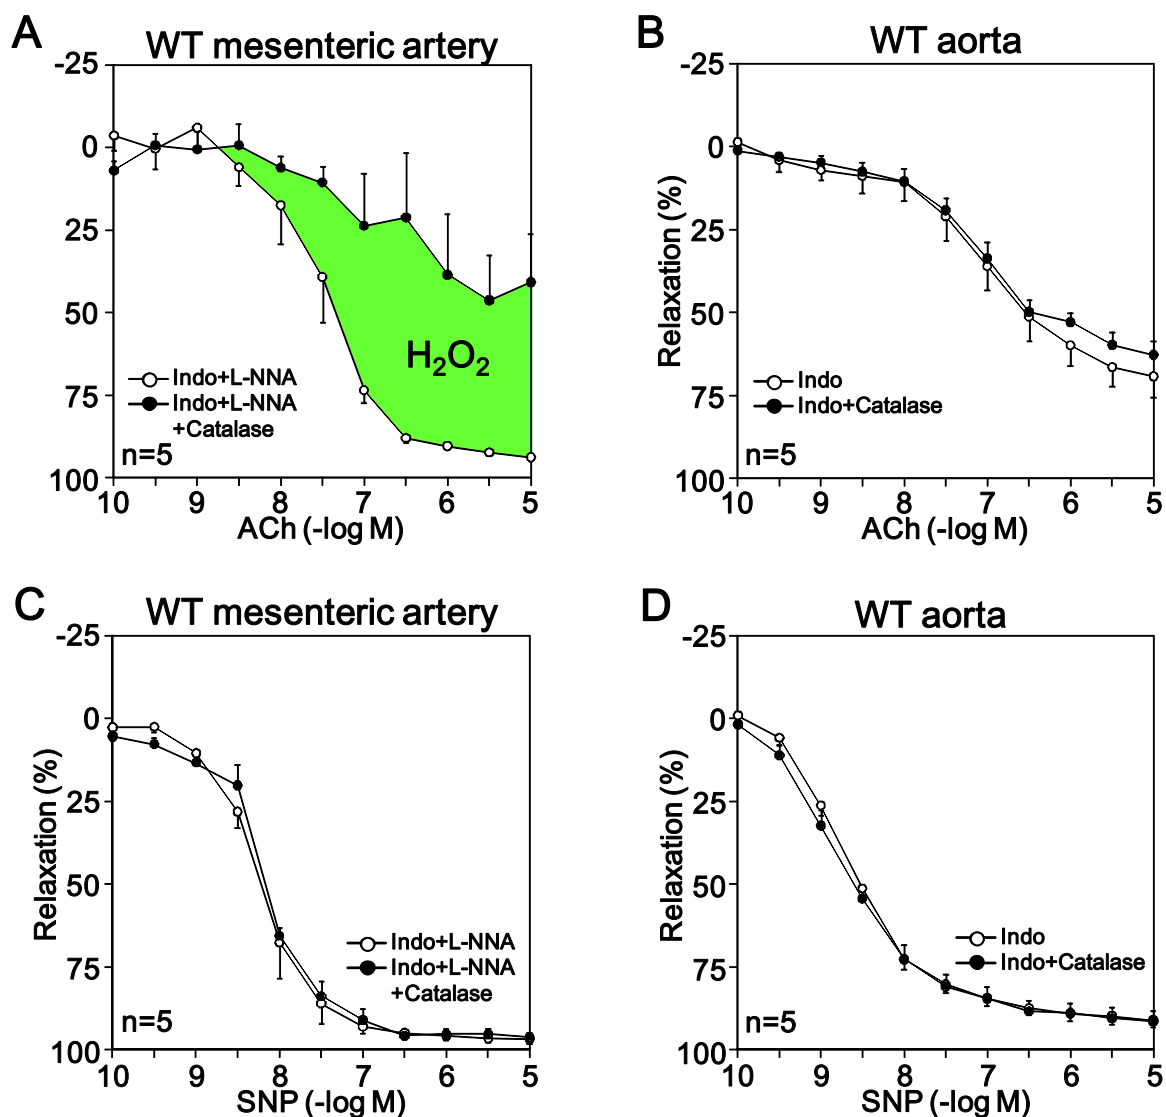 A
WT mesenteric artery
-25
0
25
50
75
100
H₂O₂
Indo+L-NNA
Indo+L-NNA
+Catalase
n=5
10 9 8 7 6 5
ACh (-log M)
B
WT aorta
Relaxation (%)
-25
0
25
50
75
100
Indo
Indo+Catalase
n=5
10 9 8 7 6 5
ACh (-log M)
C
WT mesenteric artery
Relaxation (%)
-25
0
25
50
75
100
Indo+L-NNA
Indo+L-NNA
+Catalase
n=5
10 9 8 7 6 5
SNP (-log M)
D
WT aorta
Relaxation (%)
-25
0
25
50
75
100
Indo
Indo+Catalase
n=5
10 9 8 7 6 5
SNP (-log M)